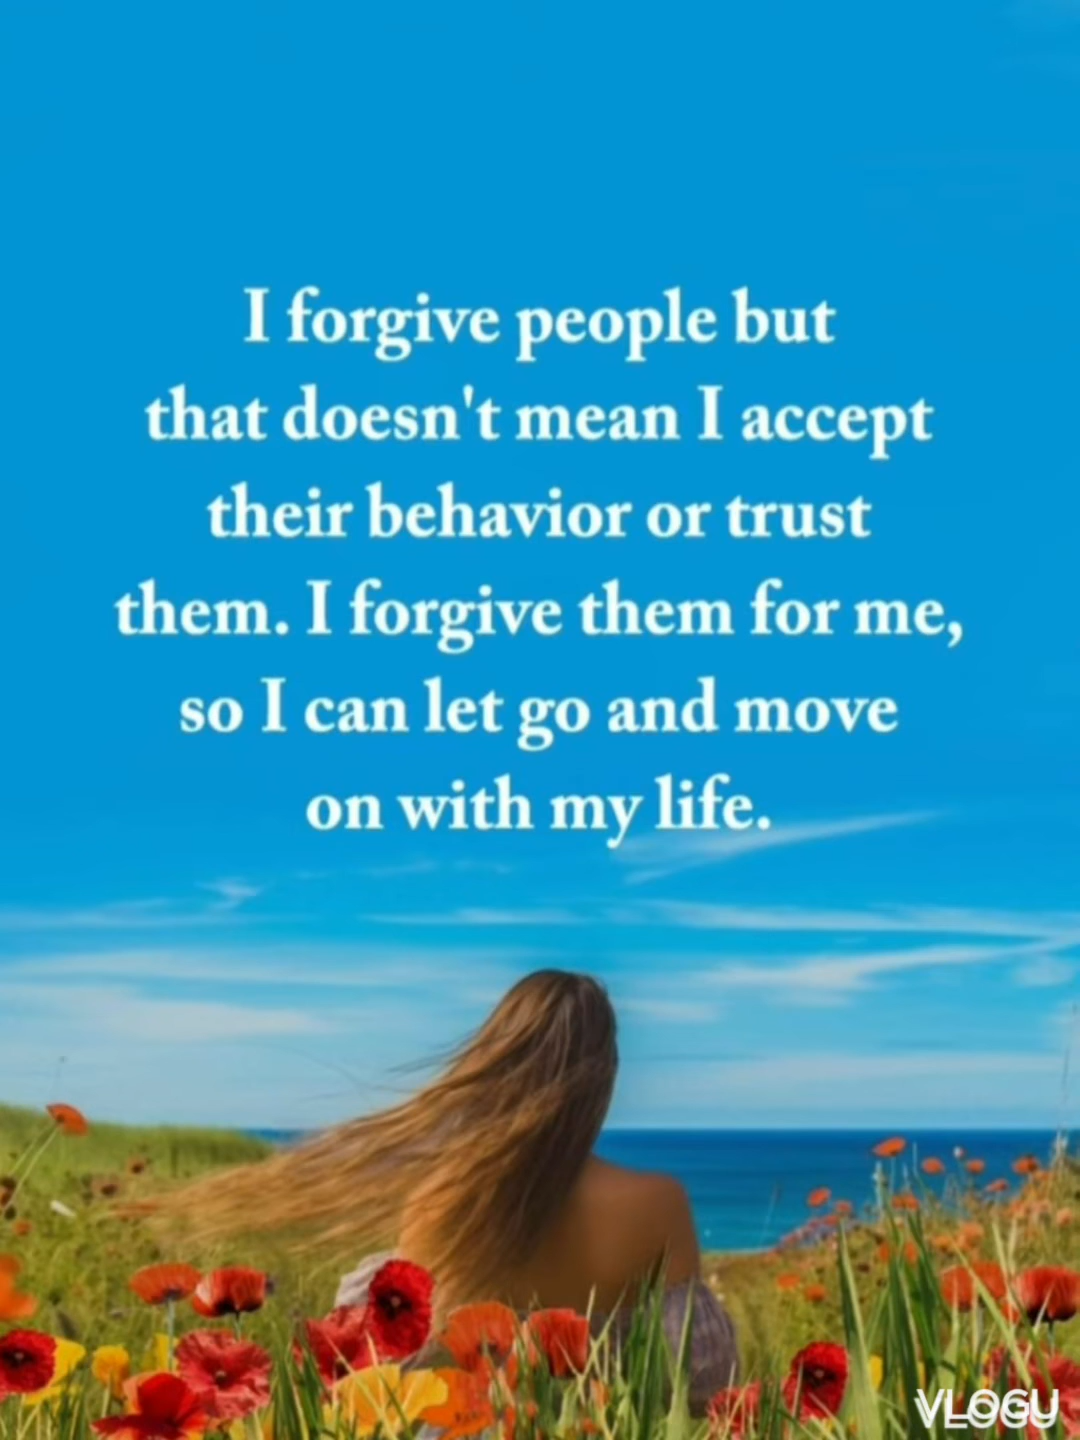 I forgive people but
that doesn't mean I accept
their behavior or trust
them. I forgive them for me,
so I can let go and move
on with my life.
VLOGU